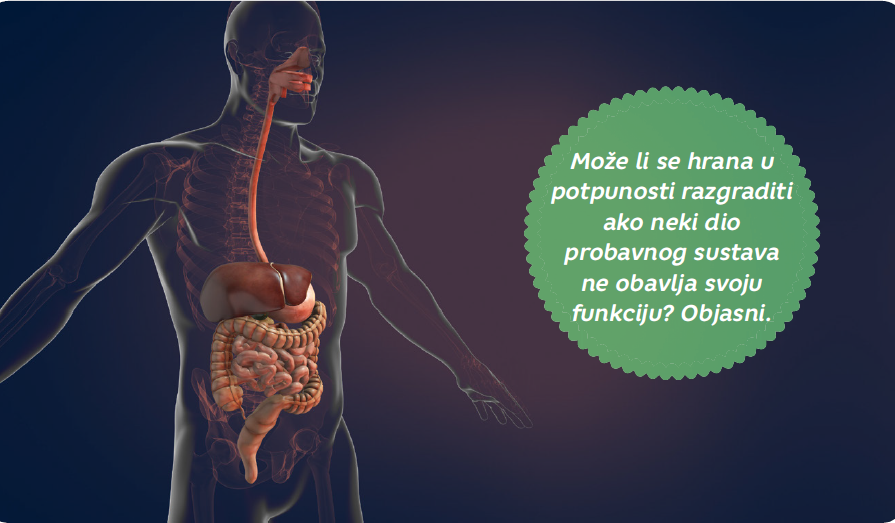 Može li se hrana u
potpunosti razgraditi
ako neki dio
probavnog sustava
ne obavlja svoju
funkciju? Objasni.